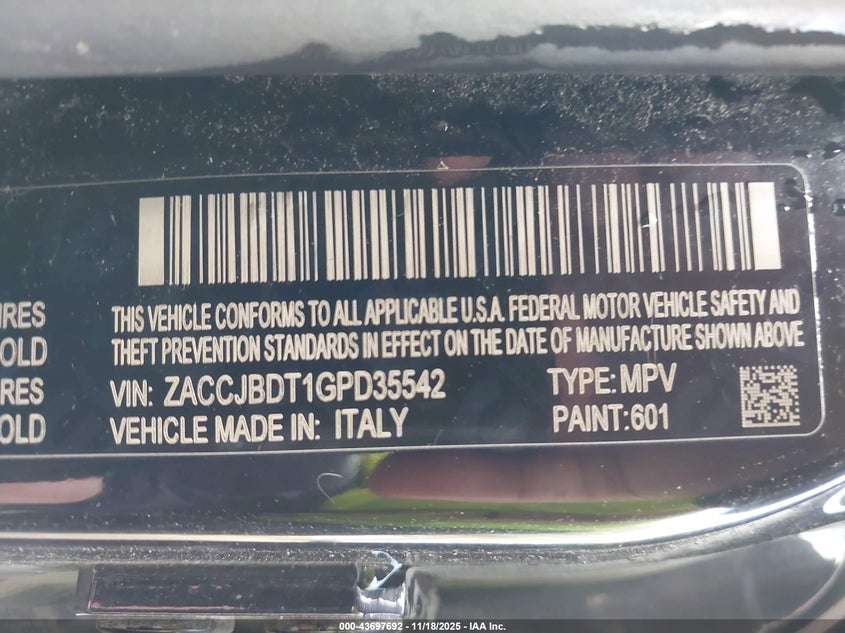 THIS VEHICLE CONFORMS TO ALL APPLICABLE U.S.A. FEDERAL MOTOR VEHICLE SAFETY AND
THEFT PREVENTION STANDARDS IN EFFECT ON THE DATE OF MANUFACTURE SHOWN ABOVE
VIN: ZACCJBDT1GPD35542 TYPE: MPV
VEHICLE MADE IN: ITALY PAINT:601
IRES
OLD
RES
OLD
000-43697692 - 11/18/2025 - IAA Inc.